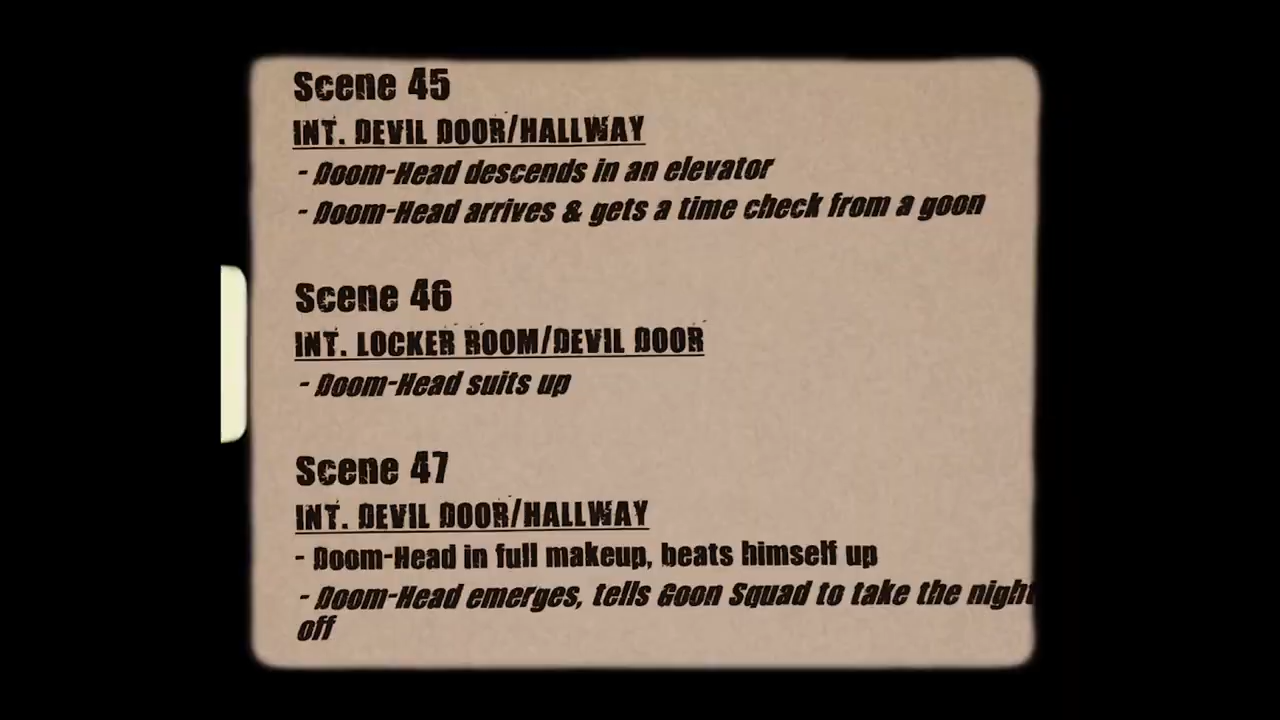 Scene 45
INT. DEVIL DOOR/HALLWAY
- Doom-Head descends in an elevator
- Doom-Head arrives & gets a time check from a goon
Scene 46
INT. LOCKER ROOM/DEVIL DOOR
- Doom-Head suits up
Scene 47
INT. DEVIL DOOR/HALLWAY
- Doom-Head in full makeup, beats himself up
- Doom-Head emerges, tells Goon Squad to take the night
off